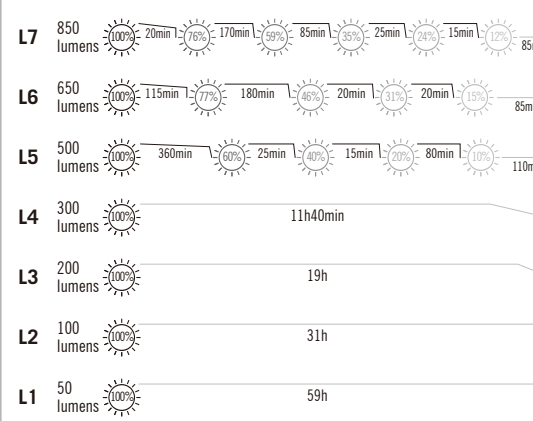 L7 850 lumens 100% 20min 76% 170min 59% 85min 35% 25min 24% 15min 12%
L6 650 lumens 100% 115min 77% 180min 46% 20min 31% 20min 15%
L5 500 lumens 100% 360min 60% 25min 40% 15min 20% 80min 10%
L4 300 lumens 100% 11h40min
L3 200 lumens 100% 19h
L2 100 lumens 100% 31h
L1 50 lumens 100% 59h